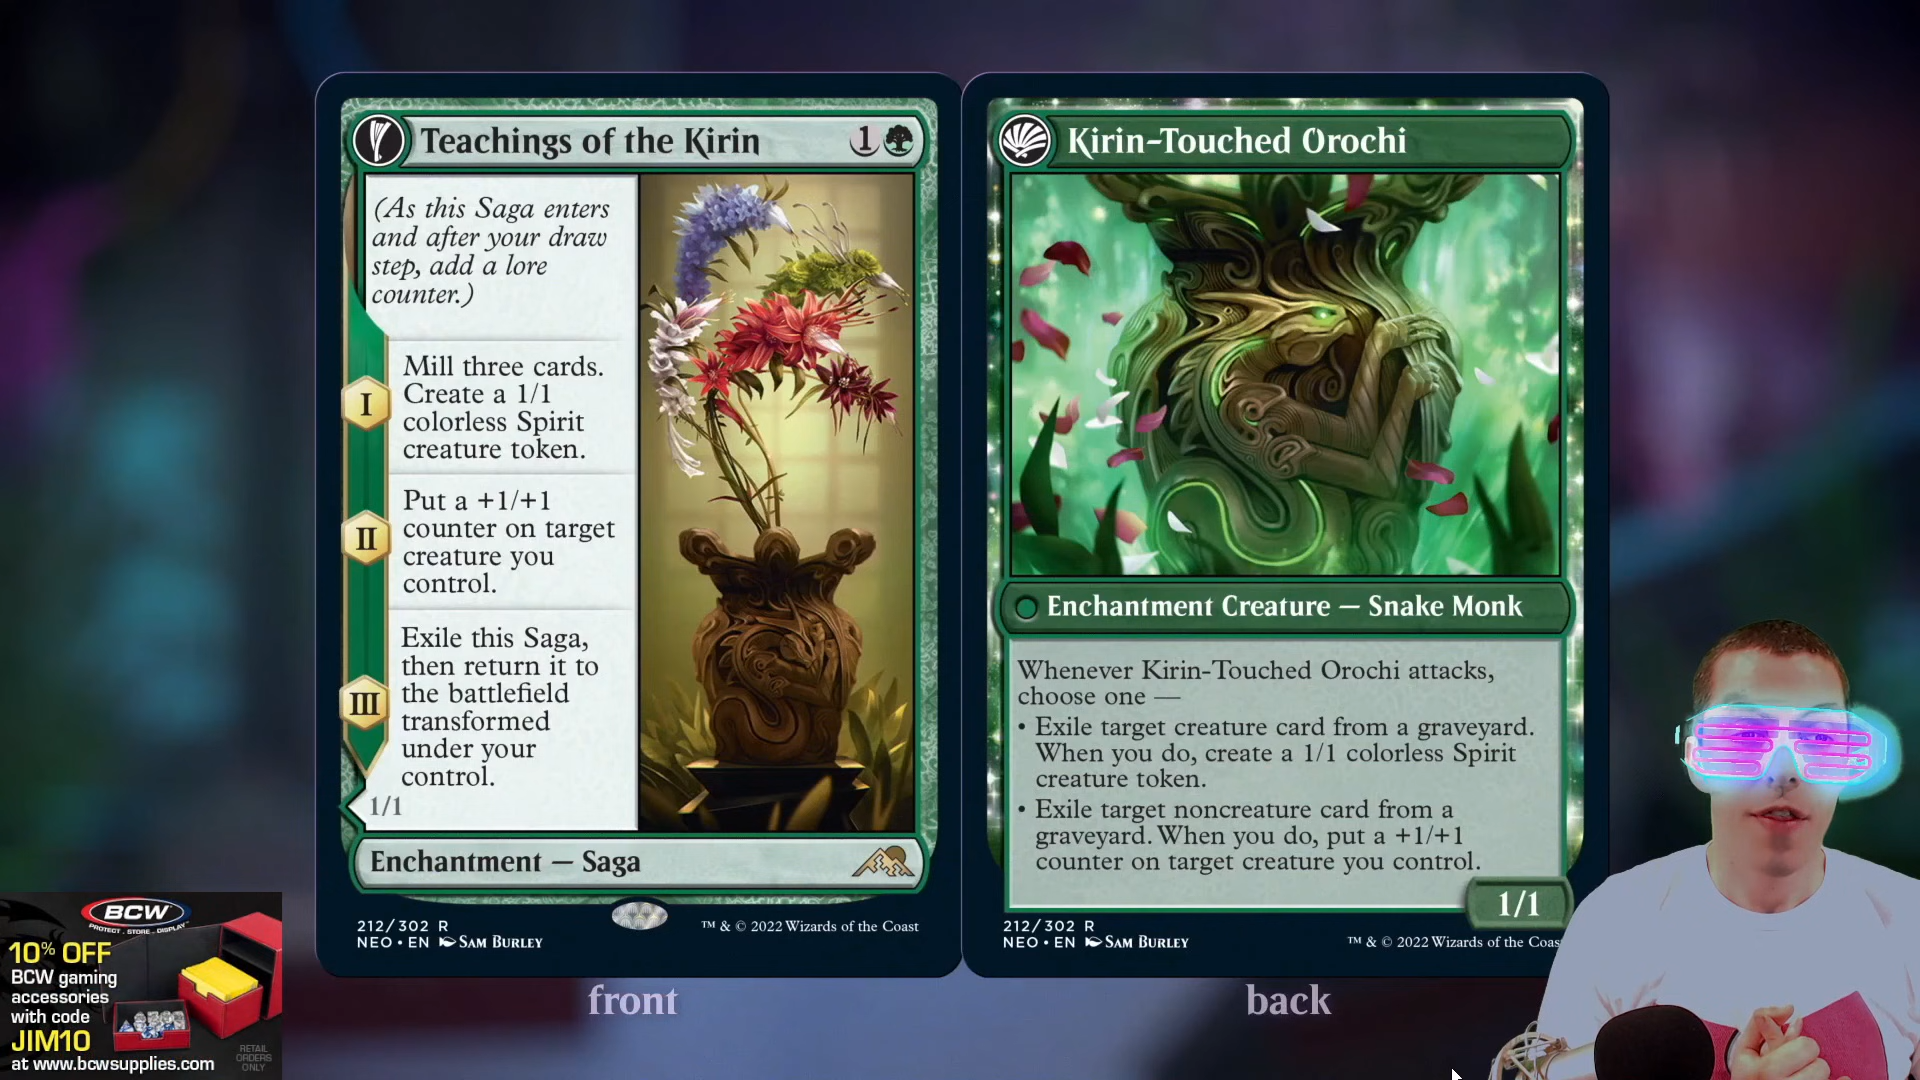 Teachings of the Kirin
1
(As this Saga enters
and after your draw
step, add a lore
counter.)
I
Mill three cards.
Create a 1/1
colorless Spirit
creature token.
II
Put a +1/+1
counter on target
creature you
control.
III
Exile this Saga,
then return it to
the battlefield
transformed
under your
control.
1/1
Enchantment — Saga
212/302 R
NEO • EN Sam Burley
™ & © 2022 Wizards of the Coast
front
Kirin-Touched Orochi
Enchantment Creature — Snake Monk
Whenever Kirin-Touched Orochi attacks,
choose one —
• Exile target creature card from a graveyard.
When you do, create a 1/1 colorless Spirit
creature token.
• Exile target noncreature card from a
graveyard. When you do, put a +1/+1
counter on target creature you control.
1/1
212/302 R
NEO • EN Sam Burley
™ & © 2022 Wizards of the Coas
back
BCW
PROTECT. STORE. DISPLAY.
10% OFF
BCW gaming
accessories
with code
JIM10
at www.bcwsupplies.com
RETAIL
ORDERS
ONLY